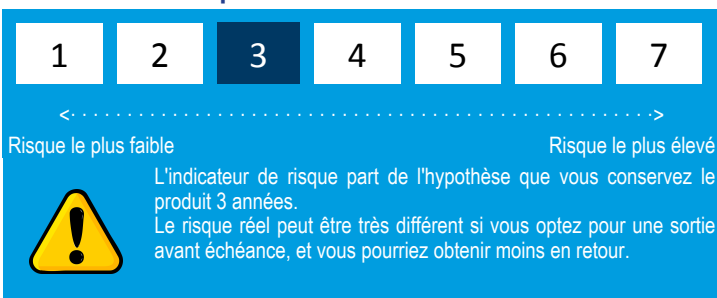 1 2 3 4 5 6 7
Risque le plus faible Risque le plus élevé
L'indicateur de risque part de l'hypothèse que vous conservez le
produit 3 années.
Le risque réel peut être très différent si vous optez pour une sortie
avant échéance, et vous pourriez obtenir moins en retour.